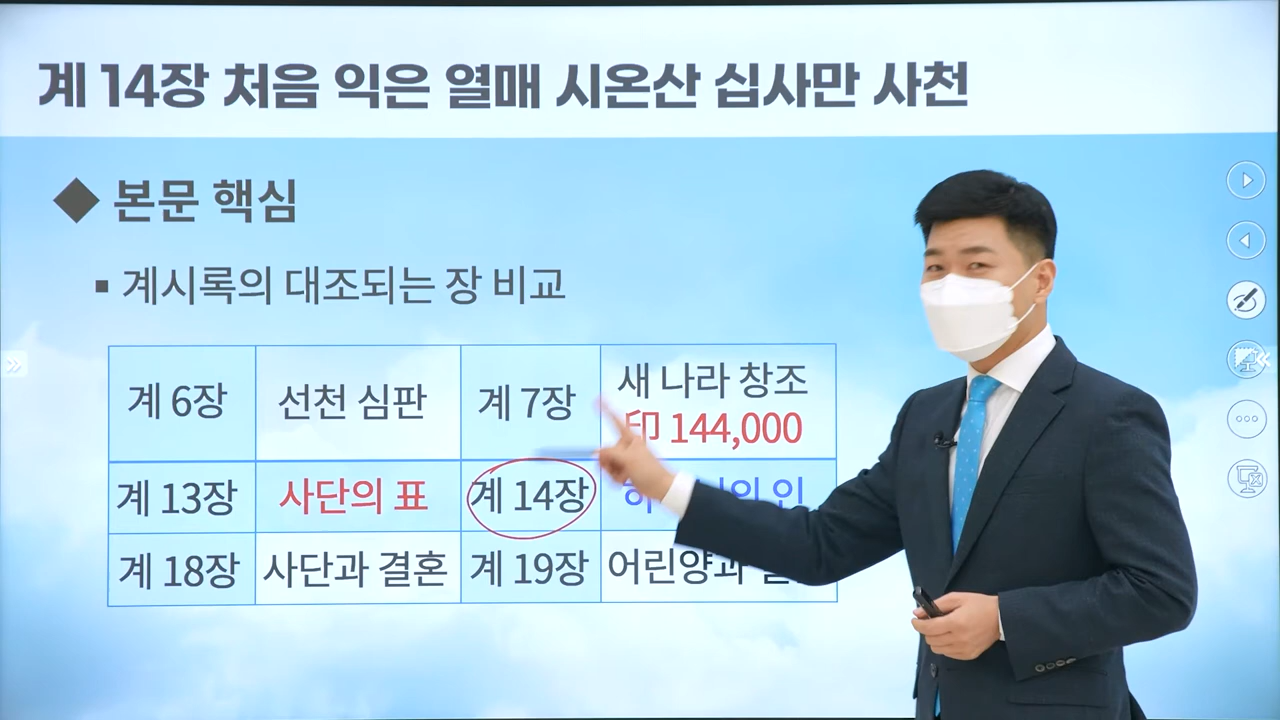 계 14장 처음 익은 열매 시온산 십사만 사천
◆ 본문 핵심
▪ 계시록의 대조되는 장 비교
계 6장 선천 심판 계 7장 새 나라 창조
印 144,000
계 13장 사단의 표 계 14장 인
계 18장 사단과 결혼 계 19장 어린양과